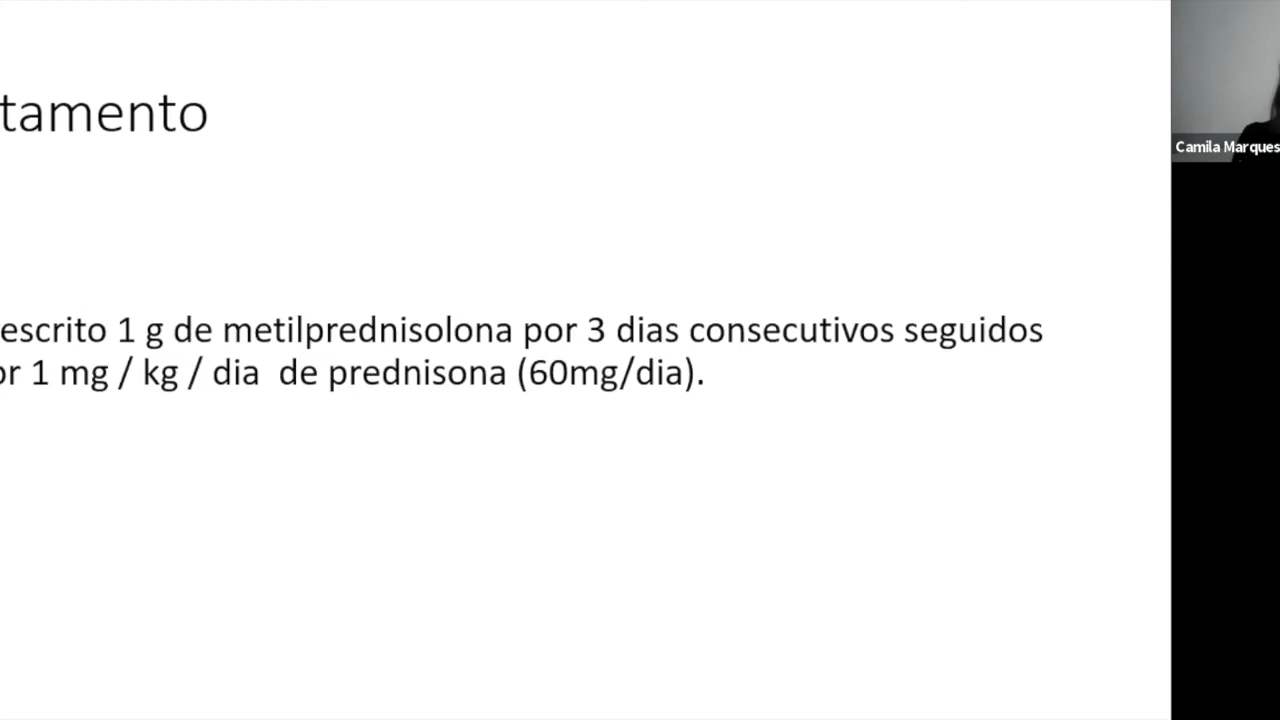 tamento
Camila Marques
escrito 1 g de metilprednisolona por 3 dias consecutivos seguidos
or 1 mg / kg / dia  de prednisona (60mg/dia).